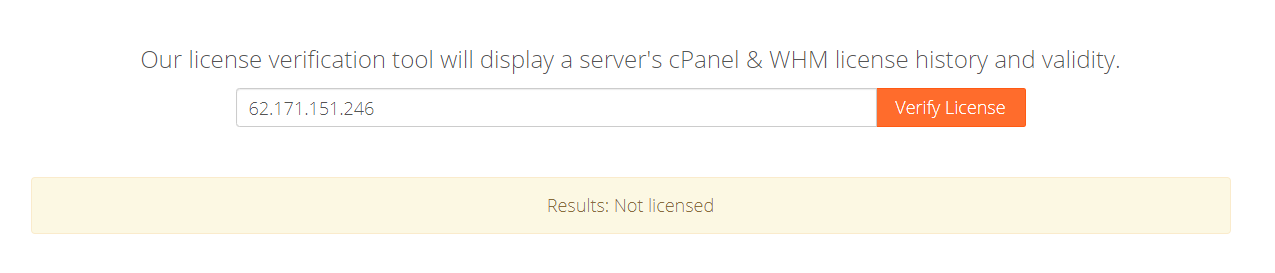 Our license verification tool will display a server's cPanel & WHM license history and validity.
62.171.151.246
Verify License
Results: Not licensed